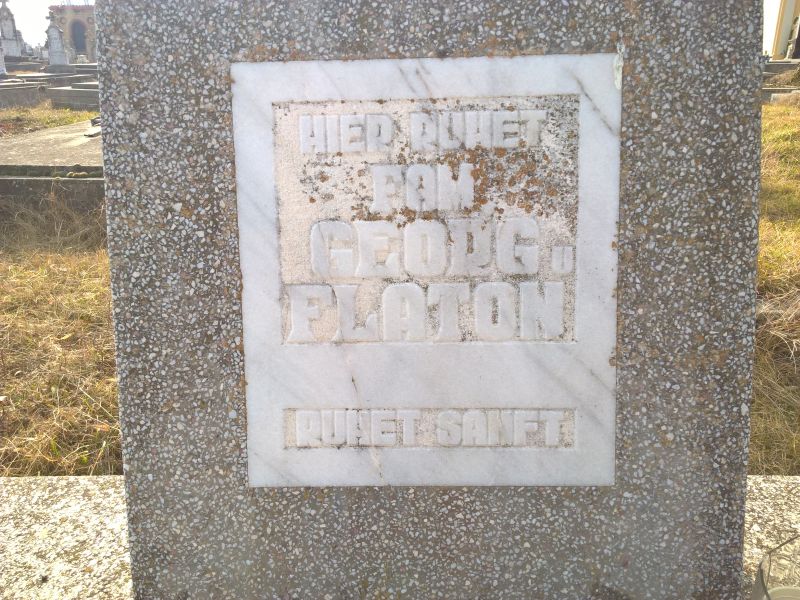 HIER RUHET
FAM
GEORG U
PLATON
RUHET SANFT